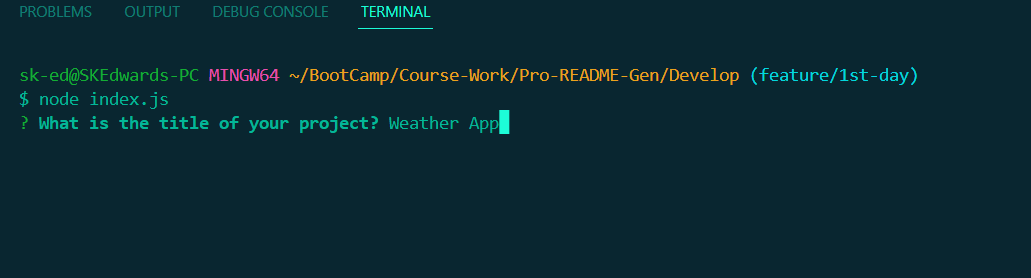 PROBLEMS OUTPUT DEBUG CONSOLE TERMINAL
sk-ed@SKEdwards-PC MINGW64 ~/BootCamp/Course-Work/Pro-README-Gen/Develop (feature/1st-day)
$ node index.js
? What is the title of your project? Weather App